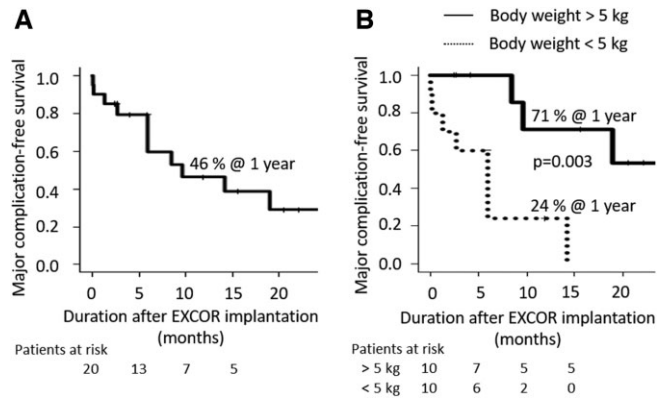 A
Major complication-free survival
1.0
0.8
0.6
0.4
0.2
0.0
46 % @ 1 year
0 5 10 15 20
Duration after EXCOR implantation
(months)
Patients at risk
20 13 7 5
B
Body weight > 5 kg
Body weight < 5 kg
Major complication-free survival
1.0
0.8
0.6
0.4
0.2
0.0
71 % @ 1 year
p=0.003
24 % @ 1 year
0 5 10 15 20
Duration after EXCOR implantation
(months)
Patients at risk
> 5 kg 10 7 5 5
< 5 kg 10 6 2 0